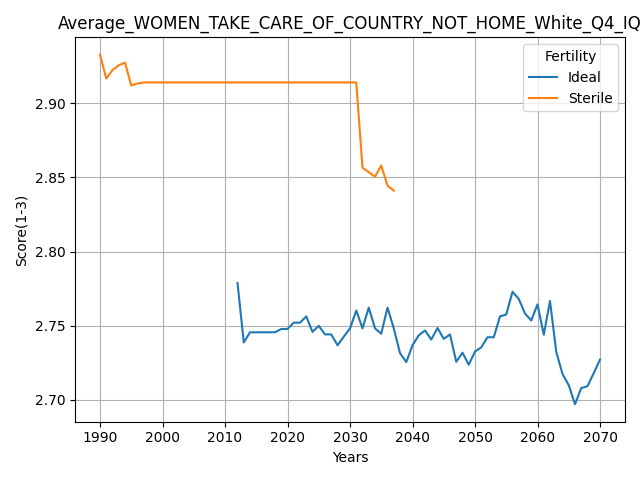 Average_WOMEN_TAKE_CARE_OF_COUNTRY_NOT_HOME_White_Q4_IQ
Fertility
Ideal
Sterile
2.90
2.85
2.80
2.75
2.70
Score(1-3)
1990 2000 2010 2020 2030 2040 2050 2060 2070
Years